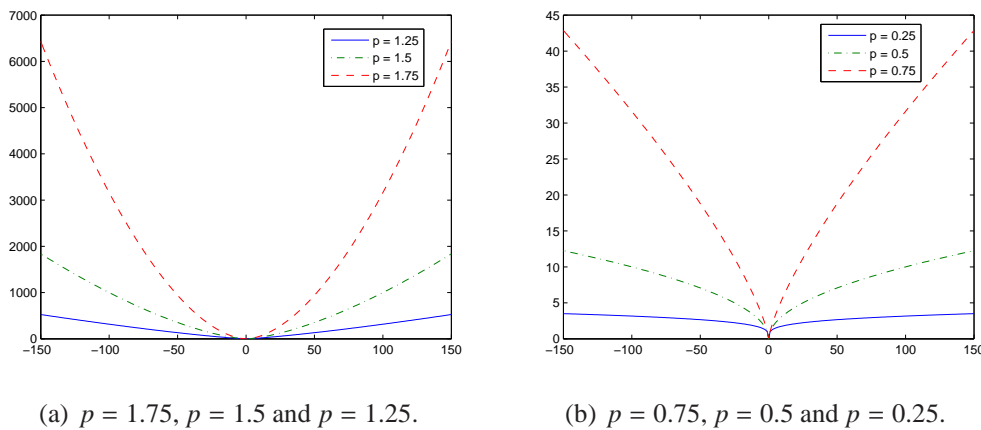 7000
6000
5000
4000
3000
2000
1000
0
−150 −100 −50 0 50 100 150
p = 1.25
p = 1.5
p = 1.75
(a) p = 1.75, p = 1.5 and p = 1.25.
45
40
35
30
25
20
15
10
5
0
−150 −100 −50 0 50 100 150
p = 0.25
p = 0.5
p = 0.75
(b) p = 0.75, p = 0.5 and p = 0.25.